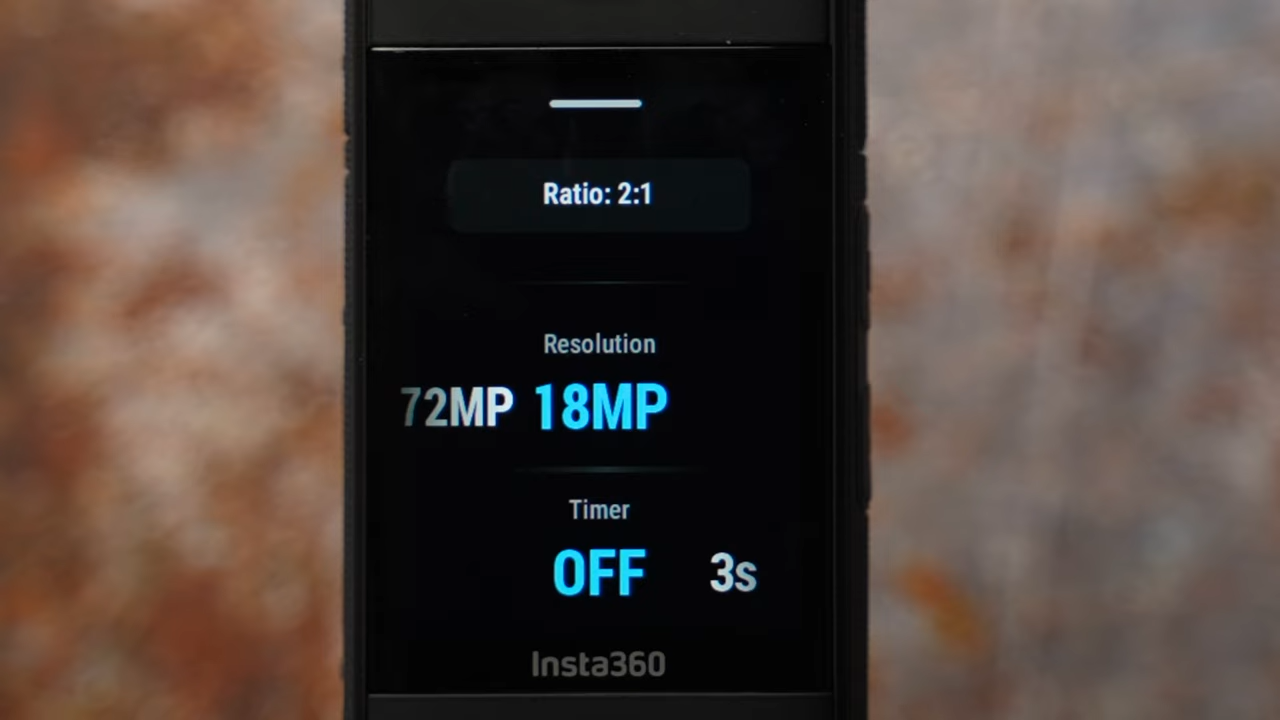 Ratio: 2:1
Resolution
72MP 18MP
Timer
OFF 3s
Insta360